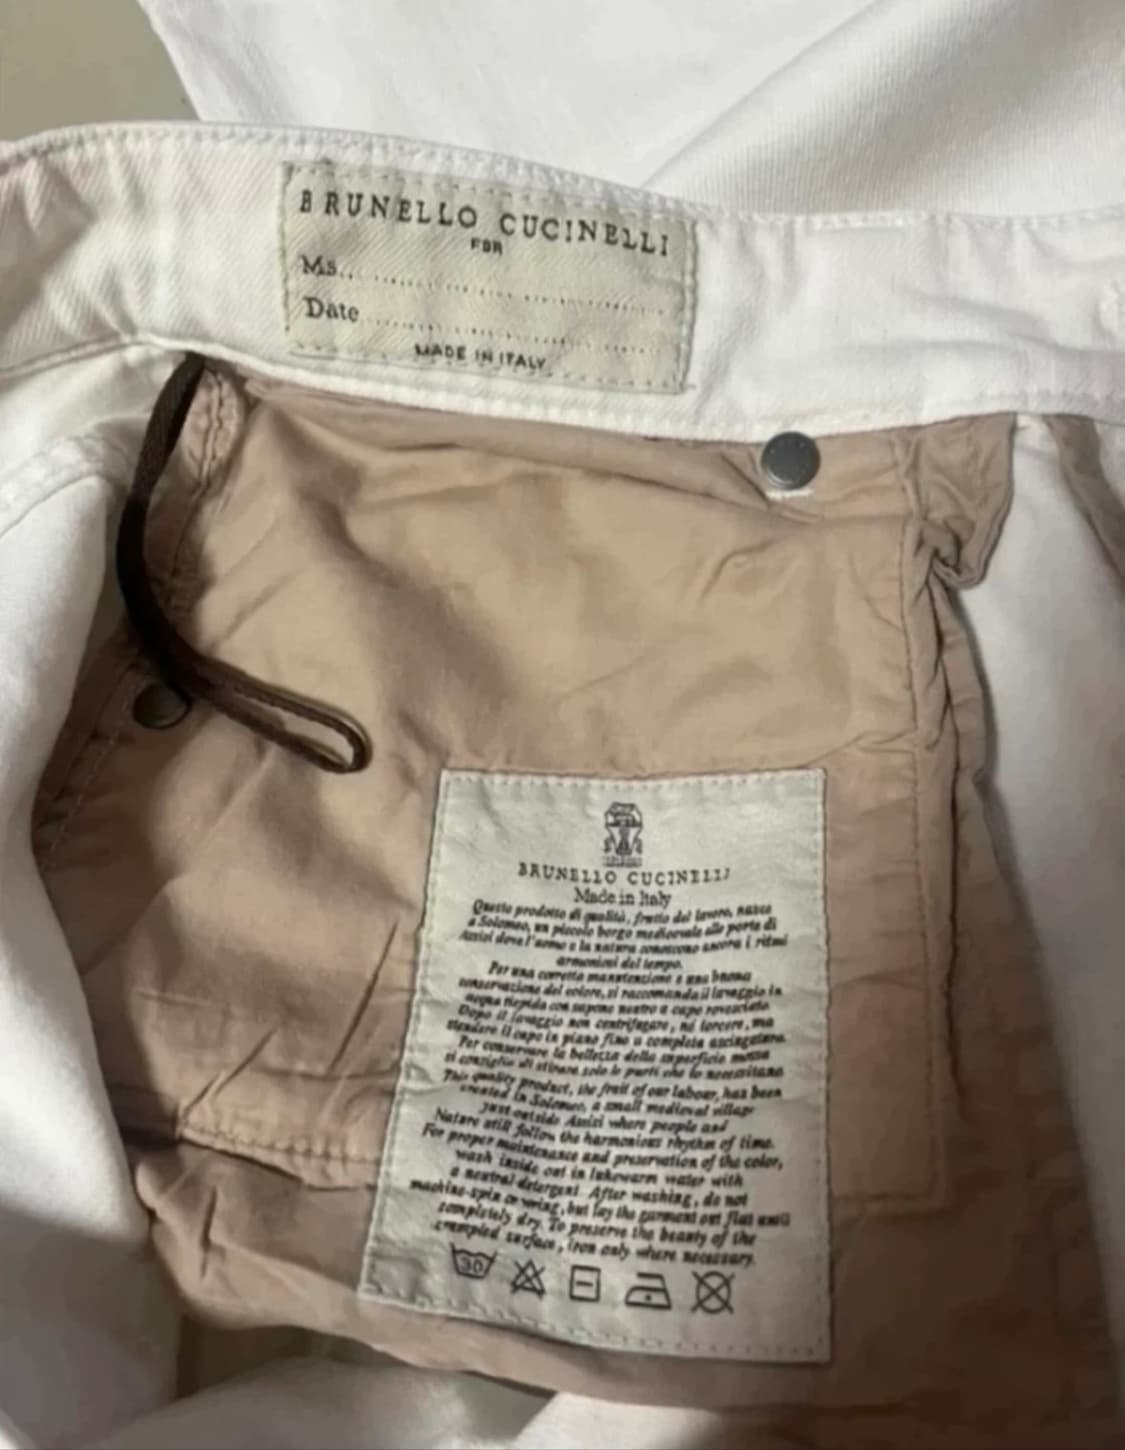 BRUNELLO CUCINELLI
FOR
Ms.......................................
Date.......................................
MADE IN ITALY
BRUNELLO CUCINELLI
Made in Italy
Questo prodotto di qualità, frutto del lavoro, nasce
a Solomeo, un piccolo borgo medioevale alle porte di
Assisi dove l'uomo e la natura conoscono ancora i ritmi
armoniosi del tempo.
Per una corretta manutenzione e una buona
conservazione del colore, si raccomanda il lavaggio in
acqua tiepida con sapone neutro a capo rovesciato.
Dopo il lavaggio non centrifugare, né torcere, ma
stendere il capo in piano fino a completa asciugatura.
Per conservare la bellezza della superficie mossa
si consiglia di stirare solo le parti che lo necessitano.
This quality product, the fruit of our labour, has been
created in Solomeo, a small medieval village
just outside Assisi where people and
Nature still follow the harmonious rhythm of time.
For proper maintenance and preservation of the color,
wash inside out in lukewarm water with
a neutral detergent. After washing, do not
machine-spin or wring, but lay the garment out flat until
completely dry. To preserve the beauty of the
crumpled surface, iron only where necessary.
30